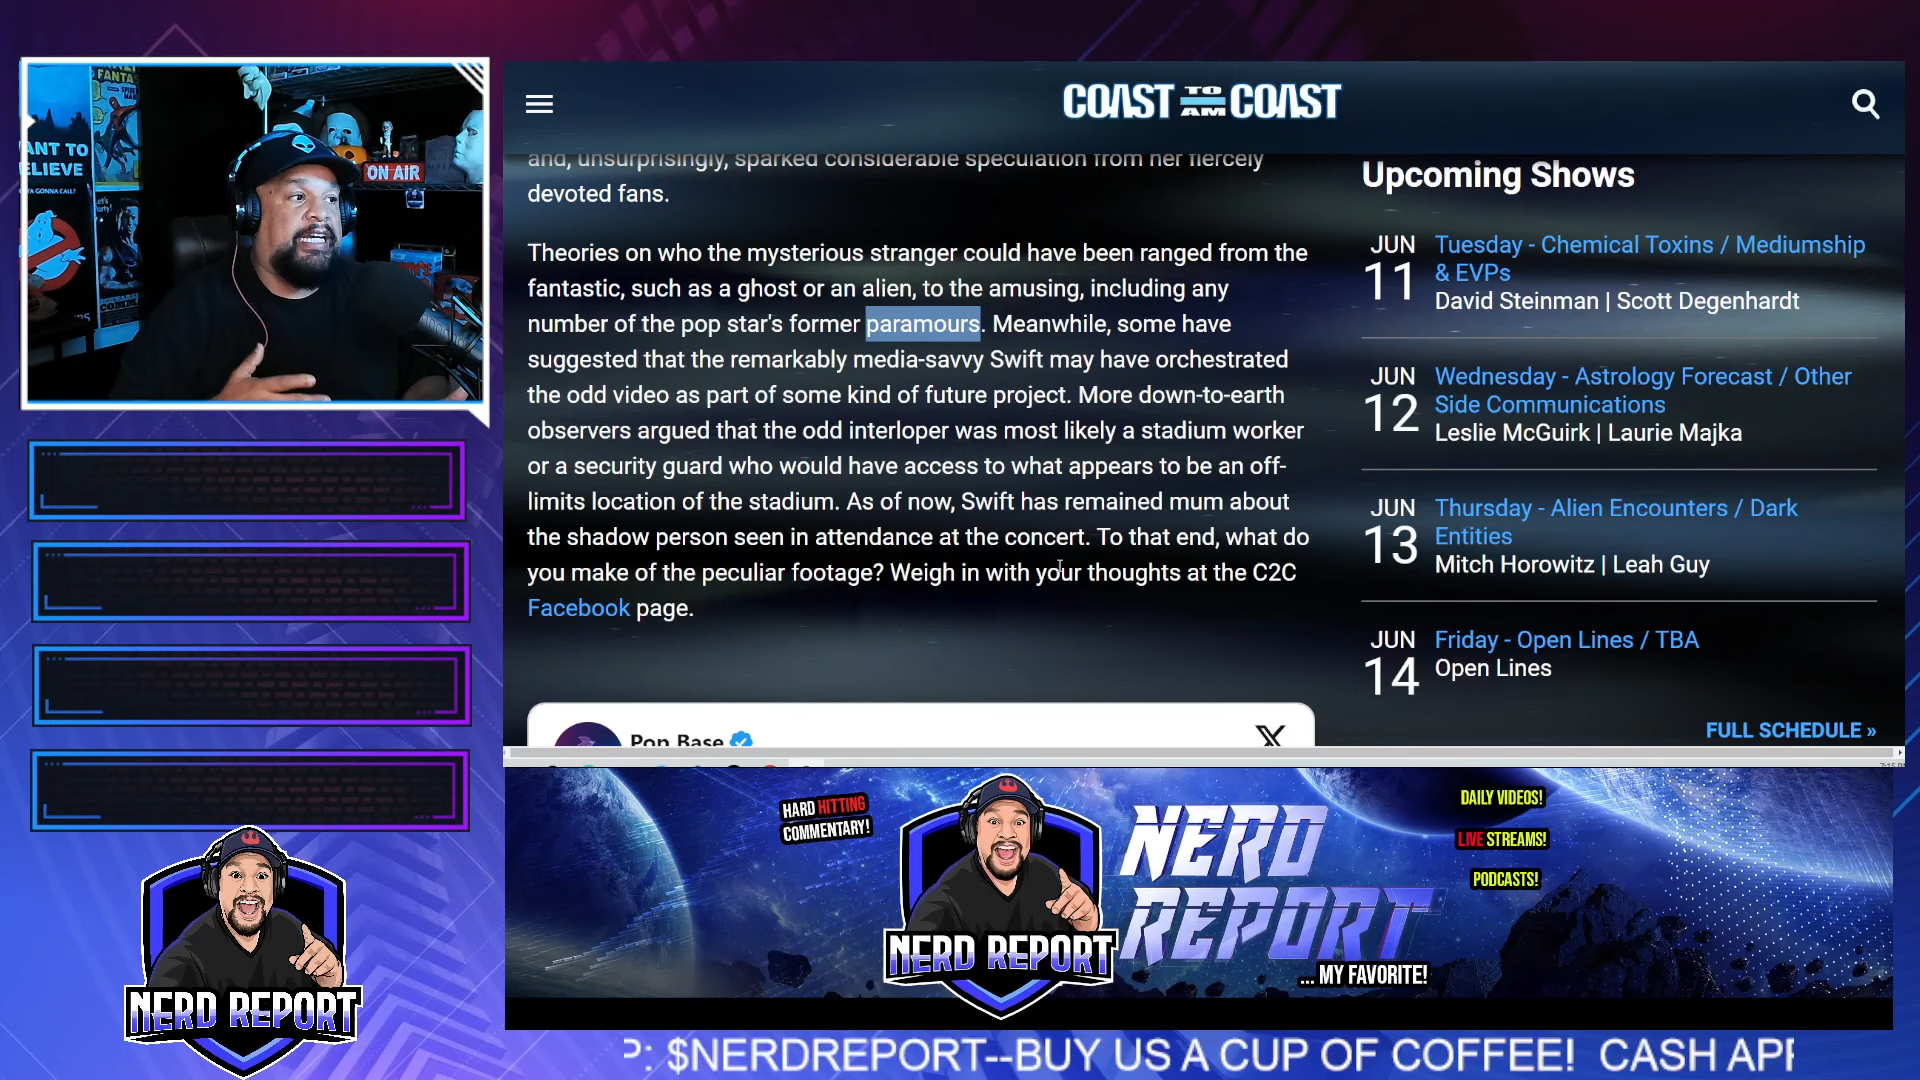 FANTA
ANT TO
ELIEVE
A GONNA CALL?
ON AIR
COAST TO AM COAST
and, unsurprisingly, sparked considerable speculation from her fiercely
devoted fans.
Theories on who the mysterious stranger could have been ranged from the
fantastic, such as a ghost or an alien, to the amusing, including any
number of the pop star's former paramours. Meanwhile, some have
suggested that the remarkably media-savvy Swift may have orchestrated
the odd video as part of some kind of future project. More down-to-earth
observers argued that the odd interloper was most likely a stadium worker
or a security guard who would have access to what appears to be an off-
limits location of the stadium. As of now, Swift has remained mum about
the shadow person seen in attendance at the concert. To that end, what do
you make of the peculiar footage? Weigh in with your thoughts at the C2C
Facebook page.
Pop Base
Upcoming Shows
JUN
11
Tuesday - Chemical Toxins / Mediumship
& EVPs
David Steinman | Scott Degenhardt
JUN
12
Wednesday - Astrology Forecast / Other
Side Communications
Leslie McGuirk | Laurie Majka
JUN
13
Thursday - Alien Encounters / Dark
Entities
Mitch Horowitz | Leah Guy
JUN
14
Friday - Open Lines / TBA
Open Lines
FULL SCHEDULE »
HARD HITTING
COMMENTARY!
NERD REPORT
NERD
REPORT
... MY FAVORITE!
DAILY VIDEOS!
LIVE STREAMS!
PODCASTS!
NERD REPORT
P: $NERDREPORT--BUY US A CUP OF COFFEE! CASH APP